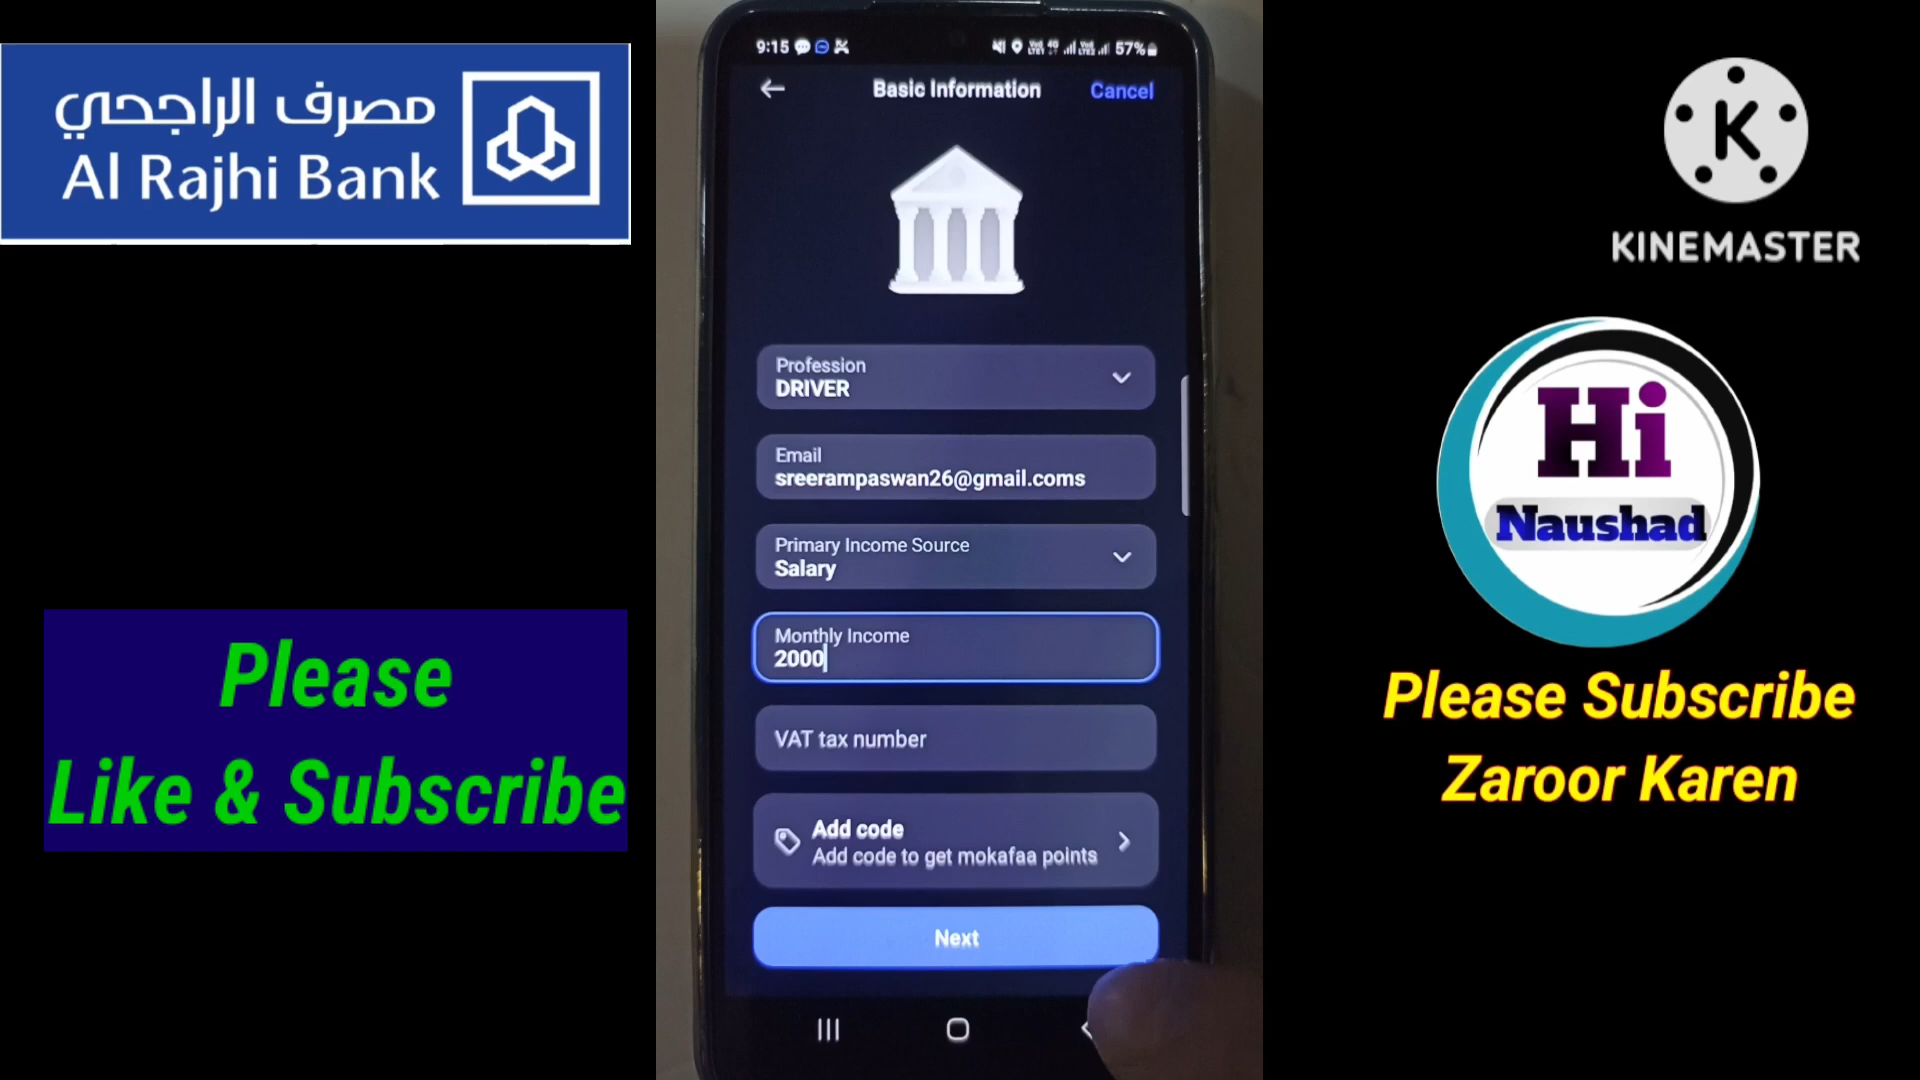 مصرف الراجحي
Al Rajhi Bank
Please
Like & Subscribe
9:15
57%
Basic Information
Cancel
Profession
DRIVER
Email
sreerampaswan26@gmail.coms
Primary Income Source
Salary
Monthly Income
2000
VAT tax number
Add code
Add code to get mokafaa points
Next
K
KINEMASTER
Hi
Naushad
Please Subscribe
Zaroor Karen